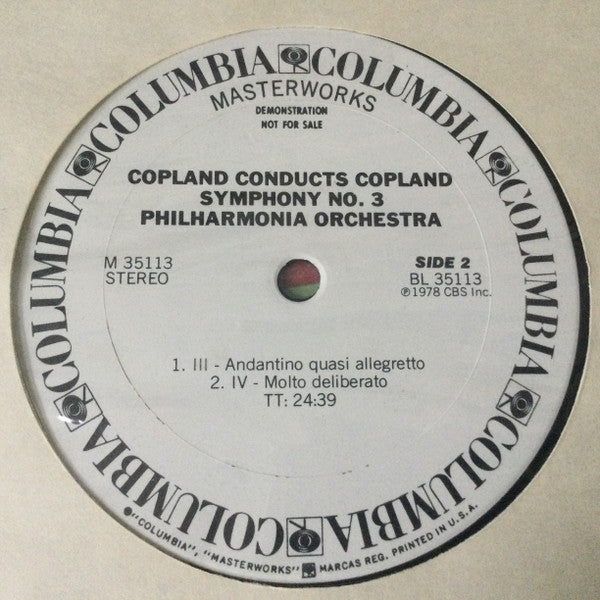 COLUMBIA COLUMBIA COLUMBIA COLUMBIA COLUMBIA COLUMBIA COLUMBIA COLUMBIA
MASTERWORKS
DEMONSTRATION
NOT FOR SALE
COPLAND CONDUCTS COPLAND
SYMPHONY NO. 3
PHILHARMONIA ORCHESTRA
M 35113
STEREO
SIDE 2
BL 35113
℗1978 CBS Inc.
1. III - Andantino quasi allegretto
2. IV - Molto deliberato
TT: 24:39
"COLUMBIA", "MASTERWORKS" MARCAS REG. PRINTED IN U.S.A.